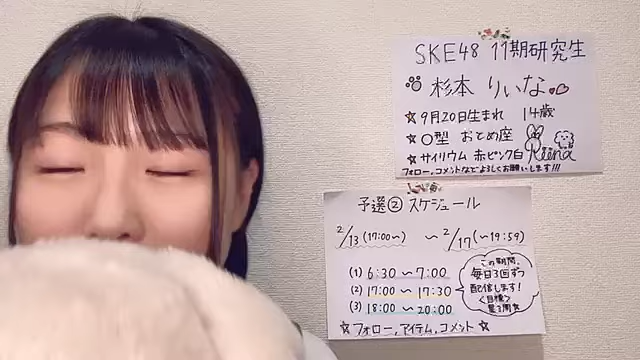 SKE48 11期研究生
杉本 りいな
☆9月20日生まれ 14歳
☆O型 おとめ座
☆サイリウム 赤・ピンク・白 Riina
フォロー、コメントなどよろしくお願いします!!!
予選② スケジュール
2/13(17:00〜) 〜 2/17(〜19:59)
(1) 6:30 〜 7:00
(2) 17:00 〜 17:30
(3) 18:00 〜 20:00
この期間、
毎日3回ずつ
配信します!
<目標>
星1周☆
☆フォロー、アイテム、コメント☆